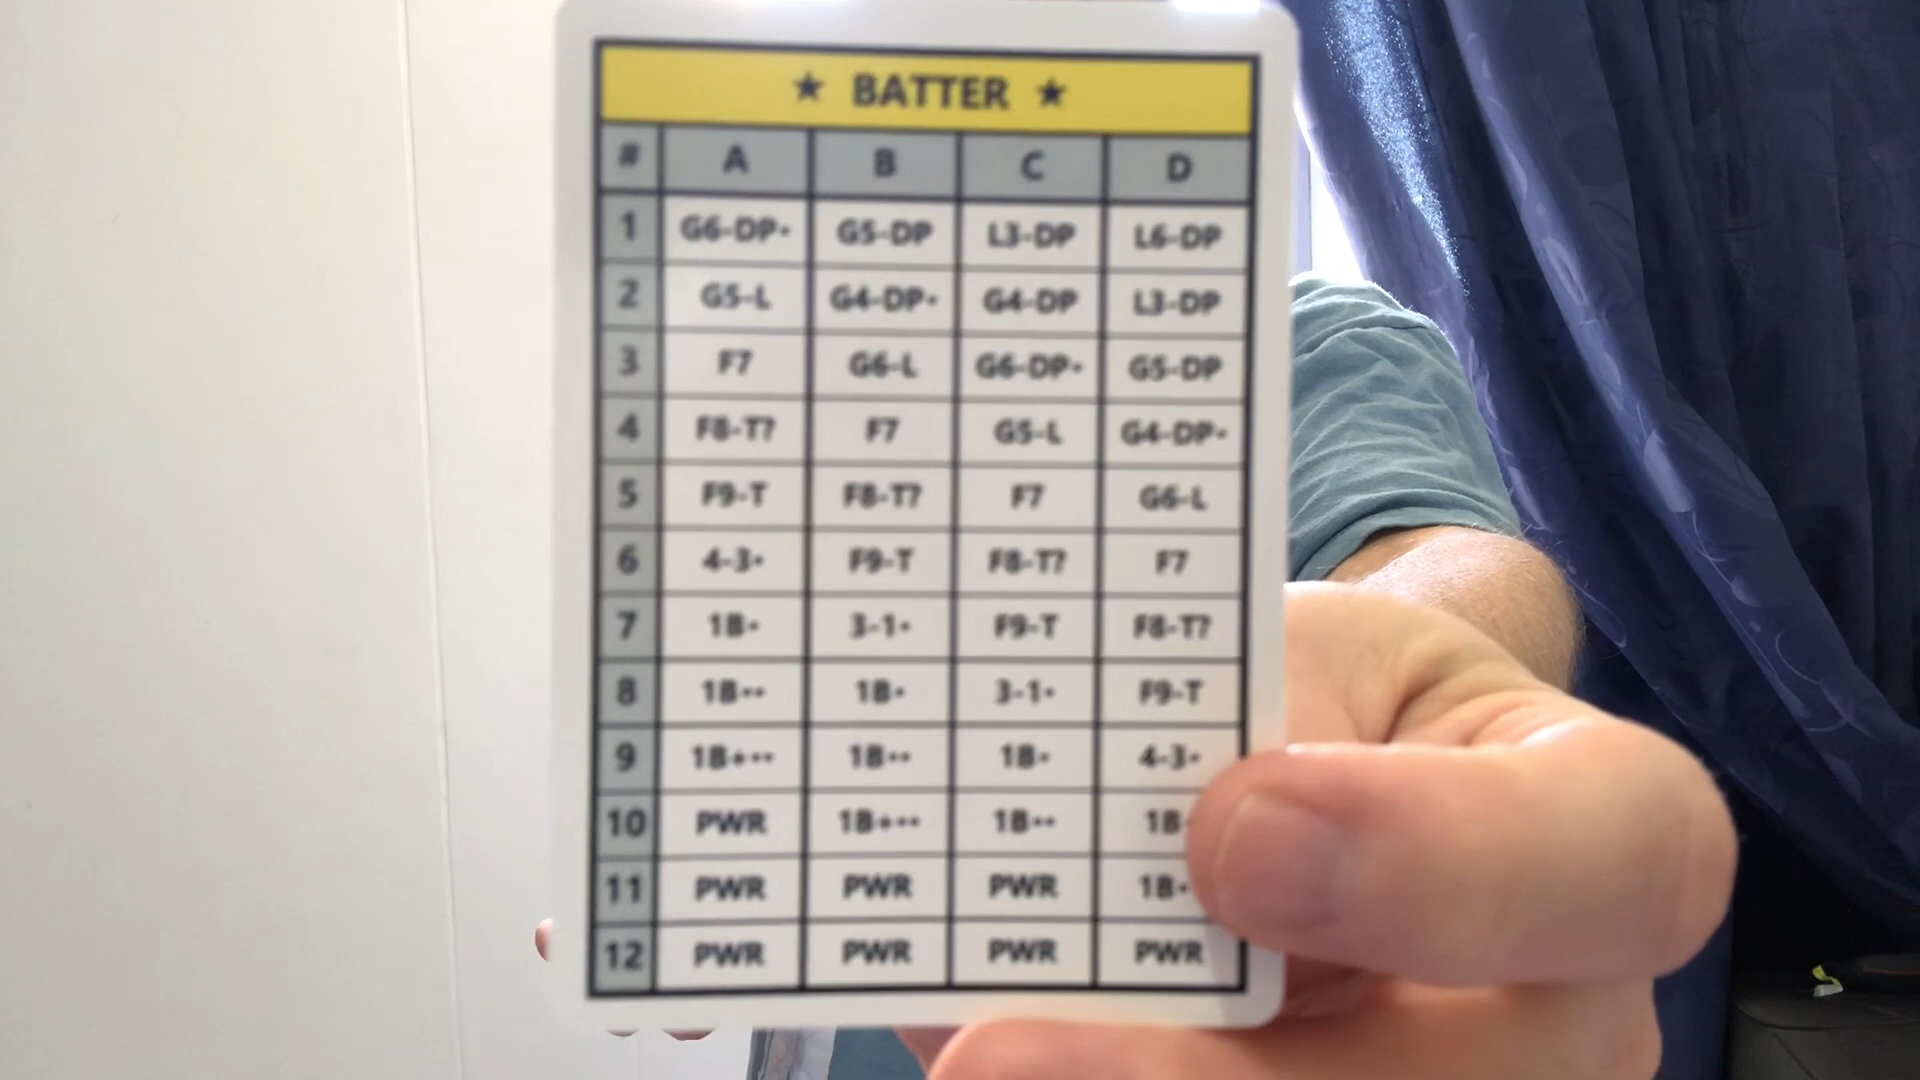 ★ BATTER ★
# A B C D
1 G6-DP• G5-DP L3-DP L6-DP
2 G5-L G4-DP• G4-DP L3-DP
3 F7 G6-L G6-DP• G5-DP
4 F8-T? F7 G5-L G4-DP•
5 F9-T F8-T? F7 G6-L
6 4-3• F9-T F8-T? F7
7 1B• 3-1• F9-T F8-T?
8 1B•• 1B• 3-1• F9-T
9 1B+•• 1B•• 1B• 4-3•
10 PWR 1B+•• 1B•• 1B
11 PWR PWR PWR 1B•
12 PWR PWR PWR PWR